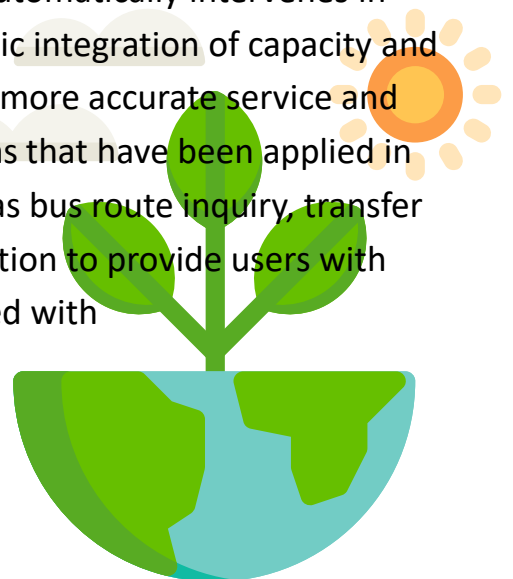 automatically intervenes in
ic integration of capacity and
more accurate service and
s that have been applied in
as bus route inquiry, transfer
tion to provide users with
ed with